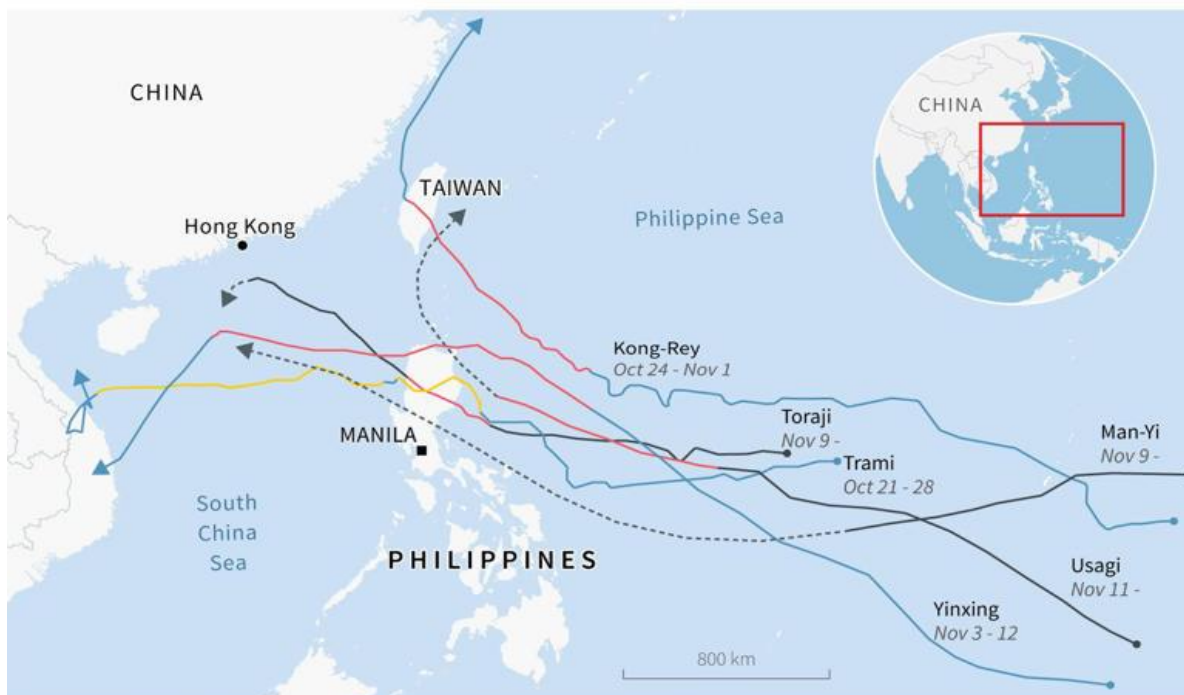 CHINA
CHINA
TAIWAN
Philippine Sea
Hong Kong
Kong-Rey
Oct 24 - Nov 1
Toraji
Nov 9 -
Man-Yi
Nov 9 -
MANILA
Trami
Oct 21 - 28
South
China
Sea
PHILIPPINES
Usagi
Nov 11 -
Yinxing
Nov 3 - 12
800 km